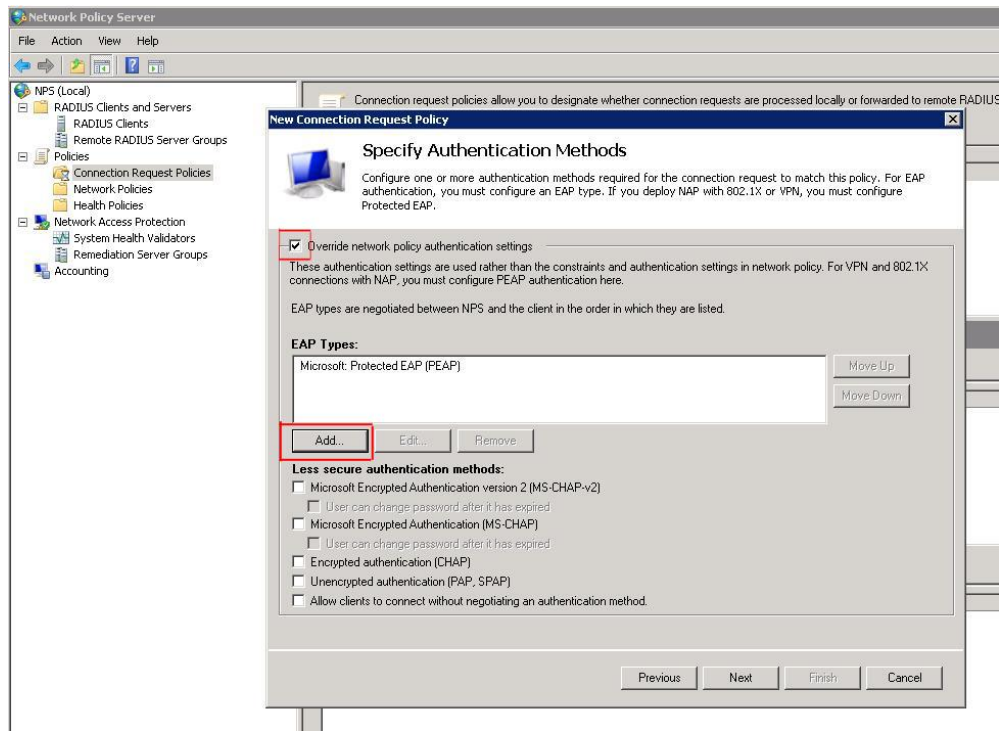 Network Policy Server
File Action View Help
NPS (Local)
RADIUS Clients and Servers
RADIUS Clients
Remote RADIUS Server Groups
Policies
Connection Request Policies
Network Policies
Health Policies
Network Access Protection
System Health Validators
Remediation Server Groups
Accounting
Connection request policies allow you to designate whether connection requests are processed locally or forwarded to remote RADIUS
New Connection Request Policy
Specify Authentication Methods
Configure one or more authentication methods required for the connection request to match this policy. For EAP
authentication, you must configure an EAP type. If you deploy NAP with 802.1X or VPN, you must configure
Protected EAP.
Override network policy authentication settings
These authentication settings are used rather than the constraints and authentication settings in network policy. For VPN and 802.1X
connections with NAP, you must configure PEAP authentication here.
EAP types are negotiated between NPS and the client in the order in which they are listed.
EAP Types:
Microsoft: Protected EAP (PEAP)
Move Up
Move Down
Add... Edit... Remove
Less secure authentication methods:
Microsoft Encrypted Authentication version 2 (MS-CHAP-v2)
User can change password after it has expired
Microsoft Encrypted Authentication (MS-CHAP)
User can change password after it has expired
Encrypted authentication (CHAP)
Unencrypted authentication (PAP, SPAP)
Allow clients to connect without negotiating an authentication method.
Previous Next Finish Cancel